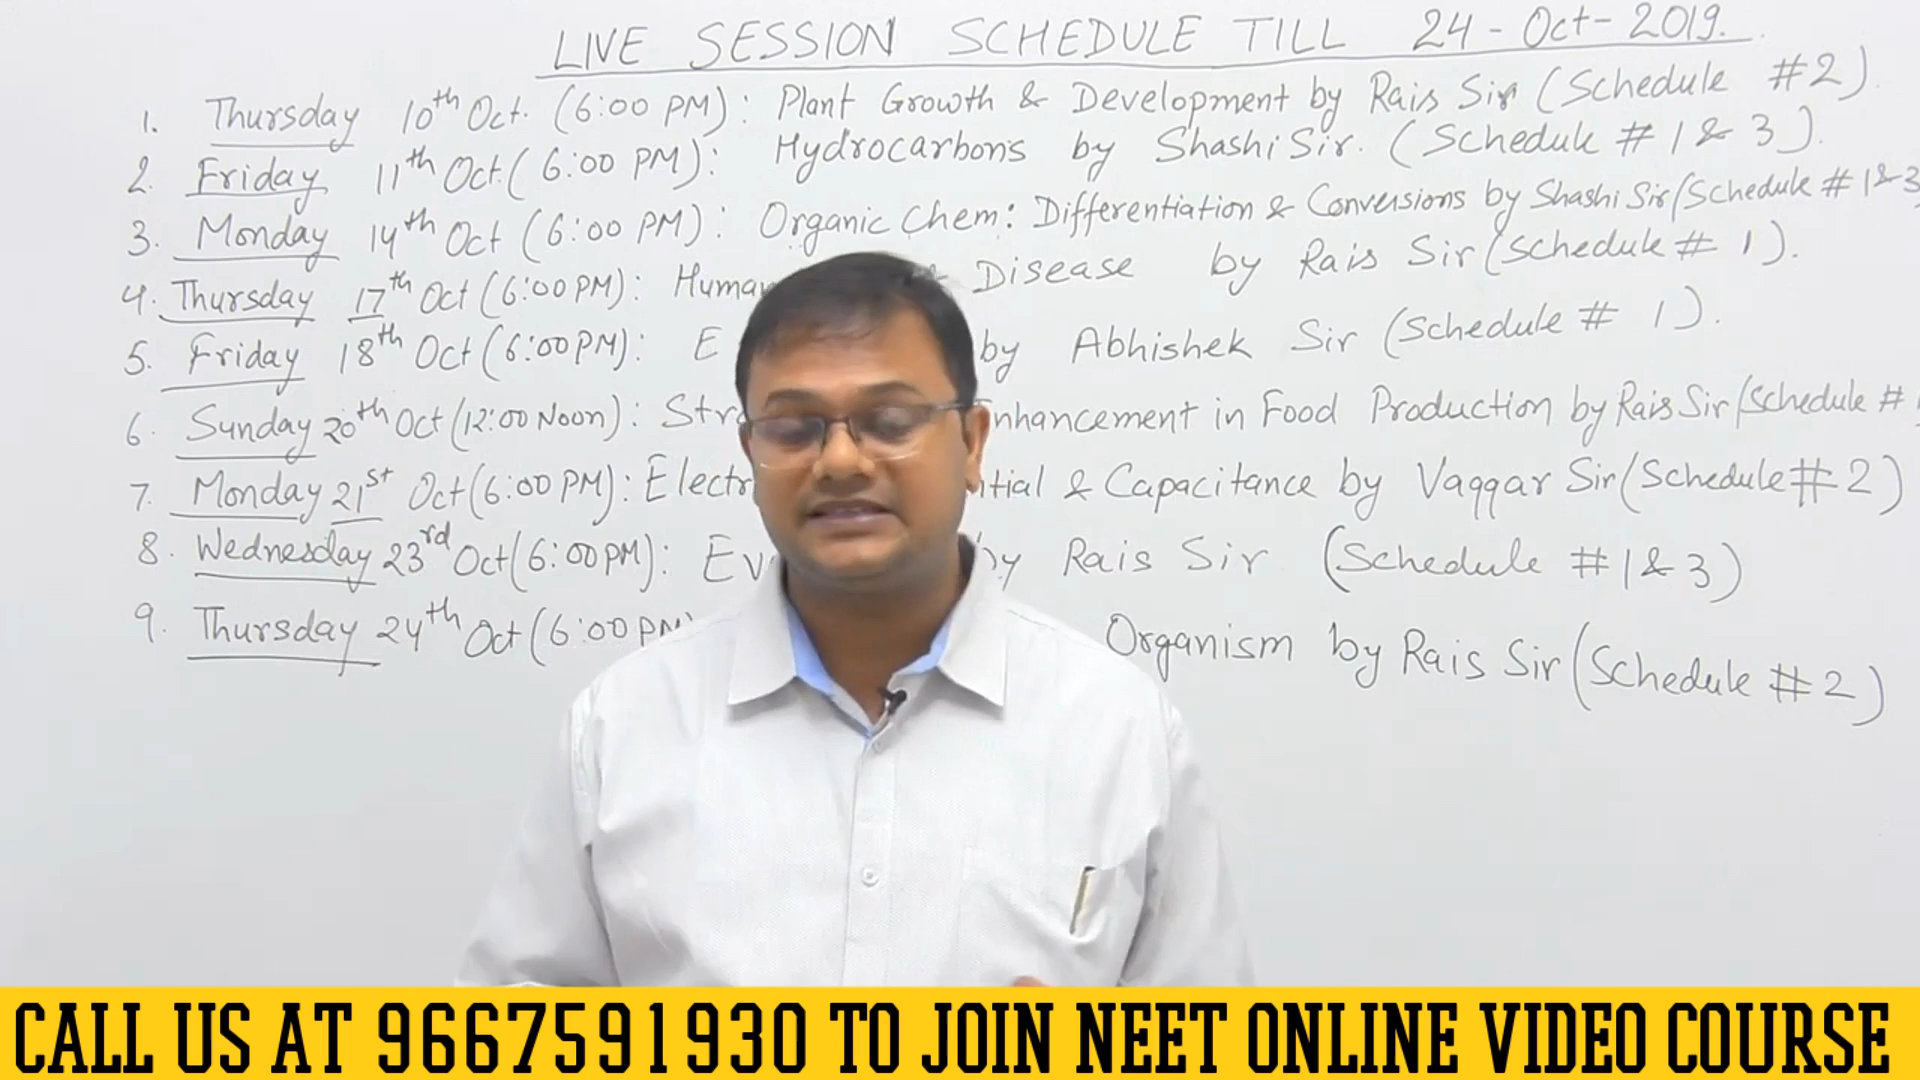 LIVE SESSION SCHEDULE TILL 24-Oct-2019.
1. Thursday 10th Oct. (6:00 PM): Plant Growth & Development by Rais Sir (Schedule #2).
2. Friday 11th Oct. (6:00 PM): Hydrocarbons by Shashi Sir. (Schedule #1 & 3).
3. Monday 14th Oct (6:00 PM): Organic Chem: Differentiation & Conversions by Shashi Sir (Schedule #1 & 3
4. Thursday 17th Oct (6:00 PM): Human & Disease by Rais Sir (Schedule # 1).
5. Friday 18th Oct (6:00 PM): E by Abhishek Sir (Schedule # 1).
6. Sunday 20th Oct (12:00 Noon): Str nhancement in Food Production by Rais Sir (Schedule #
7. Monday 21st Oct (6:00 PM): Electr ntial & Capacitance by Vaqqar Sir (Schedule #2)
8. Wednesday 23rd Oct (6:00 PM): Ev by Rais Sir (Schedule #1 & 3)
9. Thursday 24th Oct (6:00 PM) Organism by Rais Sir (Schedule #2)
CALL US AT 9667591930 TO JOIN NEET ONLINE VIDEO COURSE